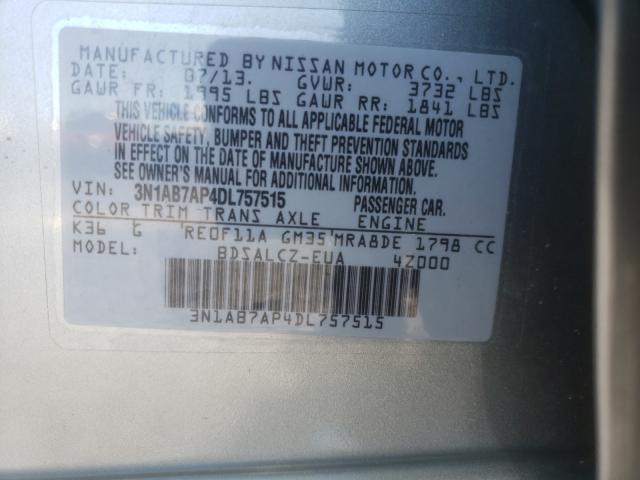 MANUFACTURED BY NISSAN MOTOR CO., LTD.
DATE: 07/13. GVWR: 3732 LBS
GAWR FR: 1995 LBS GAWR RR: 1841 LBS
THIS VEHICLE CONFORMS TO ALL APPLICABLE FEDERAL MOTOR
VEHICLE SAFETY, BUMPER AND THEFT PREVENTION STANDARDS
IN EFFECT ON THE DATE OF MANUFACTURE SHOWN ABOVE.
SEE OWNER'S MANUAL FOR ADDITIONAL INFORMATION.
VIN: 3N1AB7AP4DL757515 PASSENGER CAR.
COLOR TRIM TRANS AXLE ENGINE
K36 G RE0F11A GM35 MRA8DE 1798 CC
MODEL: BDSALCZ-EUA 4Z000
3N1AB7AP4DL757515